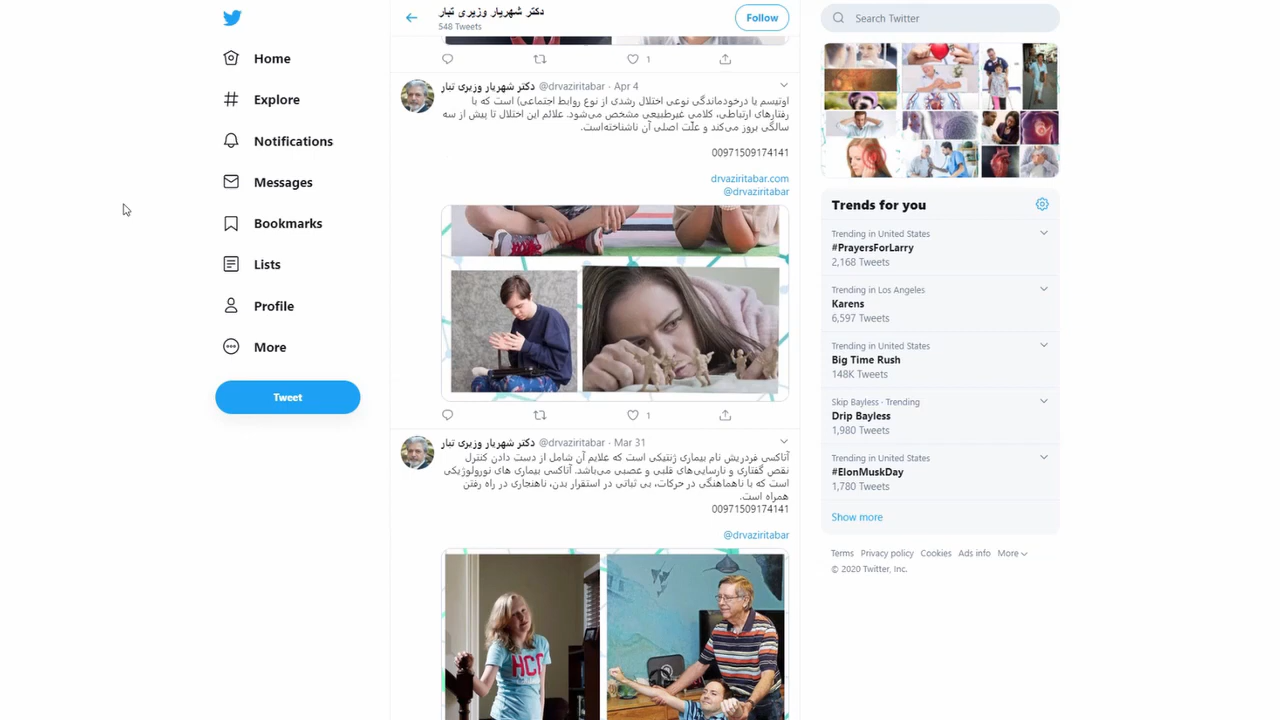 Home
Explore
Notifications
Messages
Bookmarks
Lists
Profile
More
Tweet
دکتر شهریار وزیری تبار
548 Tweets
Follow
1
دکتر شهریار وزیری تبار @drvaziritabar · Apr 4
اوتیسم یا درخودماندگی نوعی اختلال رشدی از نوع روابط اجتماعی) است که با
رفتارهای ارتباطی، کلامی غیرطبیعی مشخص می‌شود. علائم این اختلال تا پیش از سه
سالگی بروز می‌کند و علّت اصلی آن ناشناخته‌است.
00971509174141
drvaziritabar.com
@drvaziritabar
1
دکتر شهریار وزیری تبار @drvaziritabar · Mar 31
آتاکسی فردریش نام بیماری ژنتیکی است که علایم آن شامل از دست دادن کنترل
نقص گفتاری و نارسایی‌های قلبی و عصبی می‌باشد. آتاکسی بیماری های نورولوژیکی
است که با ناهماهنگی در حرکات، بی ثباتی در استقرار بدن، ناهنجاری در راه رفتن
همراه است.
00971509174141
@drvaziritabar
HCC
Search Twitter
Trends for you
Trending in United States
#PrayersForLarry
2,168 Tweets
Trending in Los Angeles
Karens
6,597 Tweets
Trending in United States
Big Time Rush
148K Tweets
Skip Bayless · Trending
Drip Bayless
1,980 Tweets
Trending in United States
#ElonMuskDay
1,780 Tweets
Show more
Terms Privacy policy Cookies Ads info More
© 2020 Twitter, Inc.